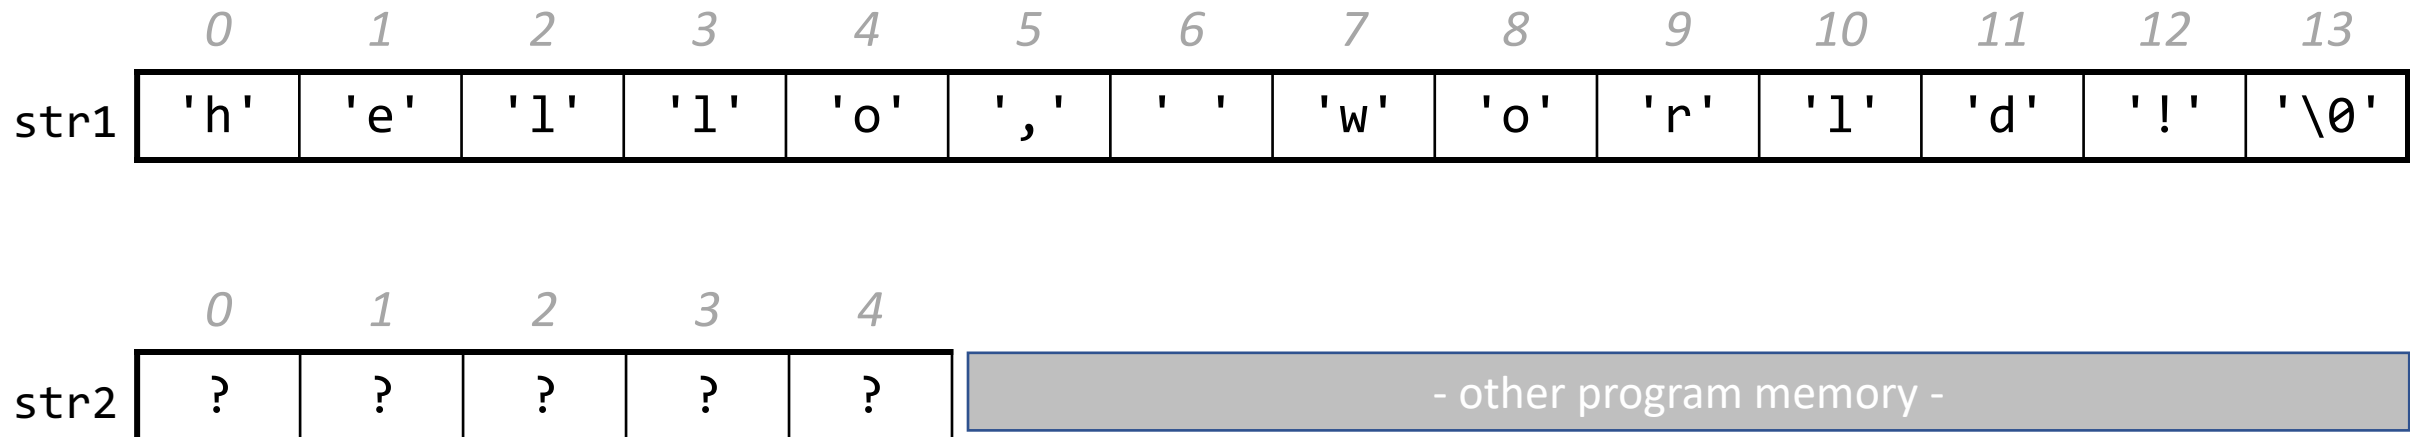 0 1 2 3 4 5 6 7 8 9 10 11 12 13
str1 'h' 'e' 'l' 'l' 'o' ',' ' ' 'w' 'o' 'r' 'l' 'd' '!' '\0'
0 1 2 3 4
str2 ? ? ? ? ? - other program memory -